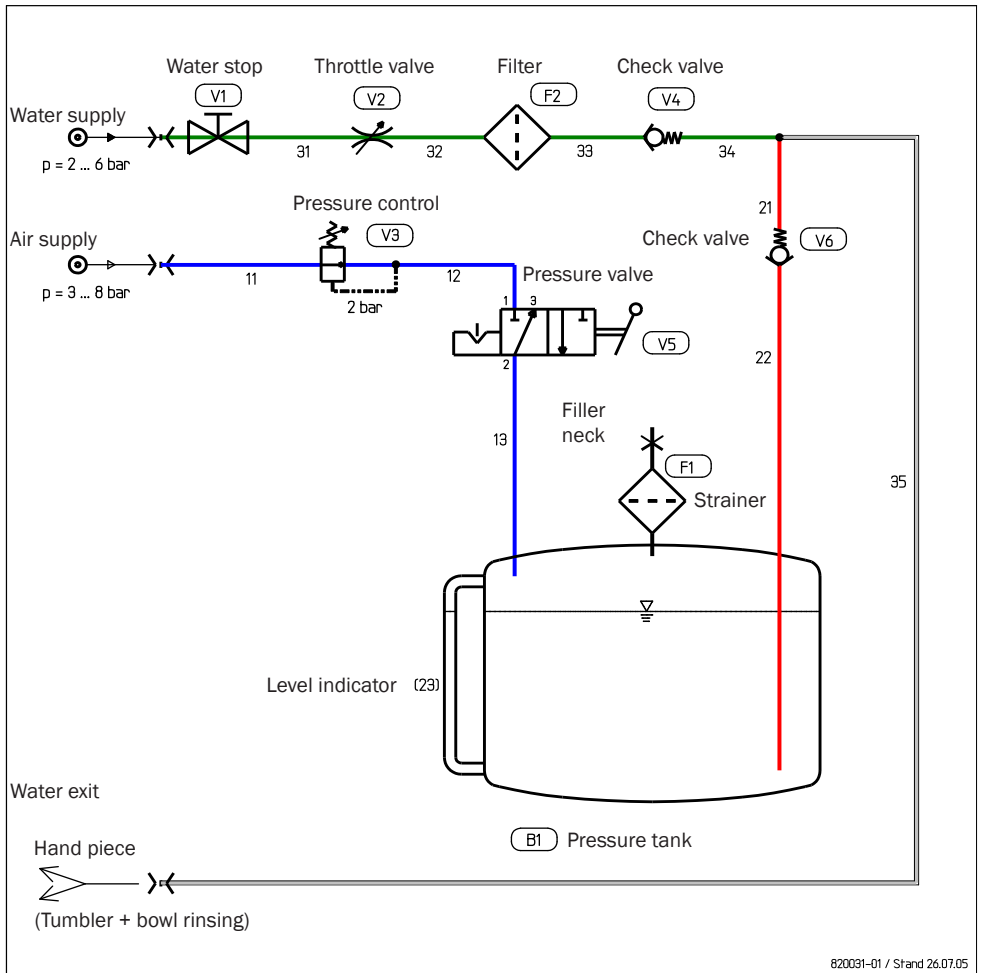 Water stop
Throttle valve
Filter
Check valve
V1
V2
F2
V4
Water supply
p = 2 ... 6 bar
31
32
33
34
Pressure control
V3
21
Air supply
Check valve
V6
p = 3 ... 8 bar
11
12
2 bar
Pressure valve
1
3
V5
2
22
Filler
neck
13
F1
Strainer
35
Level indicator
(23)
Water exit
B1
Pressure tank
Hand piece
(Tumbler + bowl rinsing)
820031-01 / Stand 26.07.05